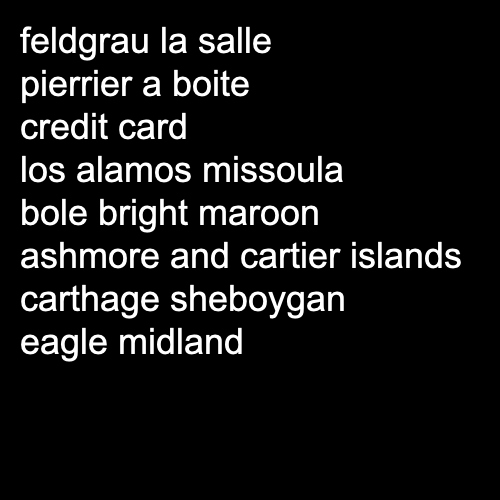 feldgrau la salle
pierrier a boite
credit card
los alamos missoula
bole bright maroon
ashmore and cartier islands
carthage sheboygan
eagle midland